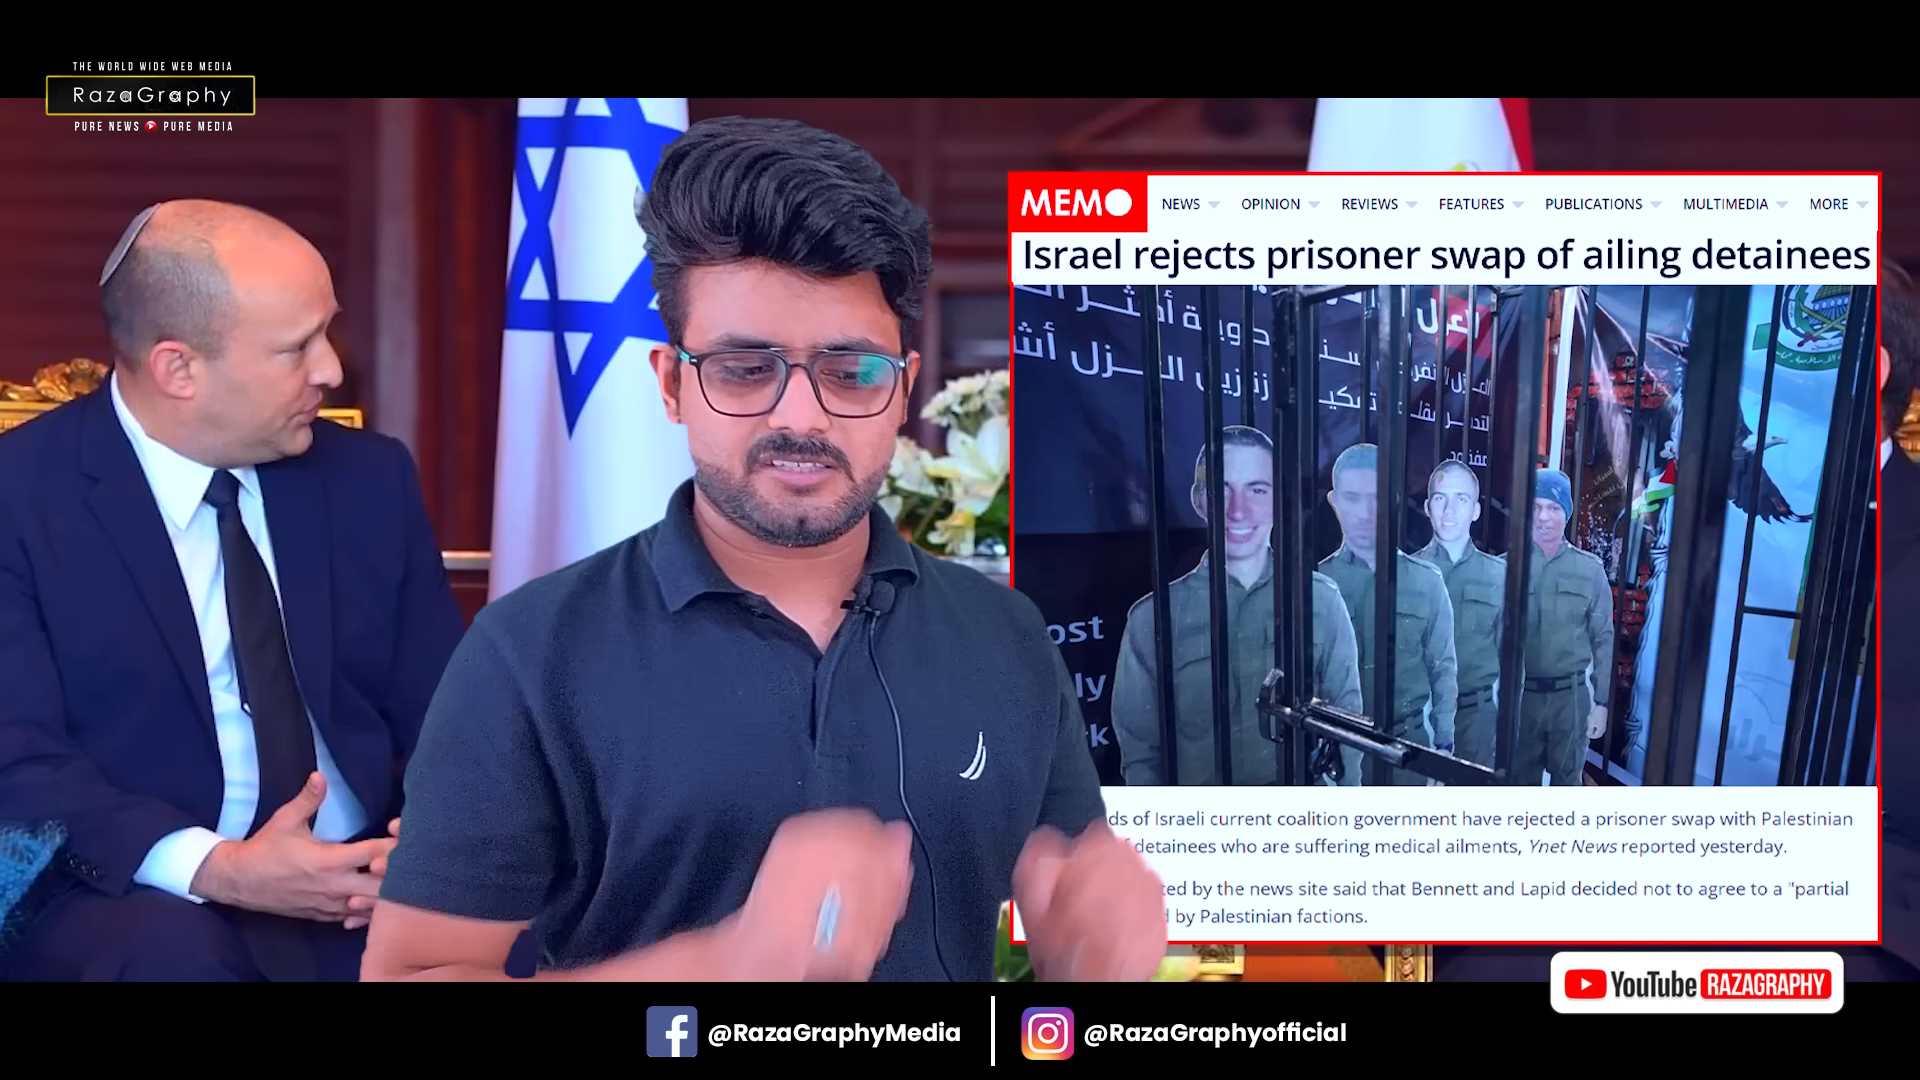 THE WORLD WIDE WEB MEDIA
RazaGraphy
PURE NEWS PURE MEDIA
MEMO
NEWS OPINION REVIEWS FEATURES PUBLICATIONS MULTIMEDIA MORE
Israel rejects prisoner swap of ailing detainees
ost
ly
k
ds of Israeli current coalition government have rejected a prisoner swap with Palestinian
detainees who are suffering medical ailments, Ynet News reported yesterday.
ted by the news site said that Bennett and Lapid decided not to agree to a "partial
d by Palestinian factions.
YouTube RAZAGRAPHY
@RazaGraphyMedia
@RazaGraphyofficial